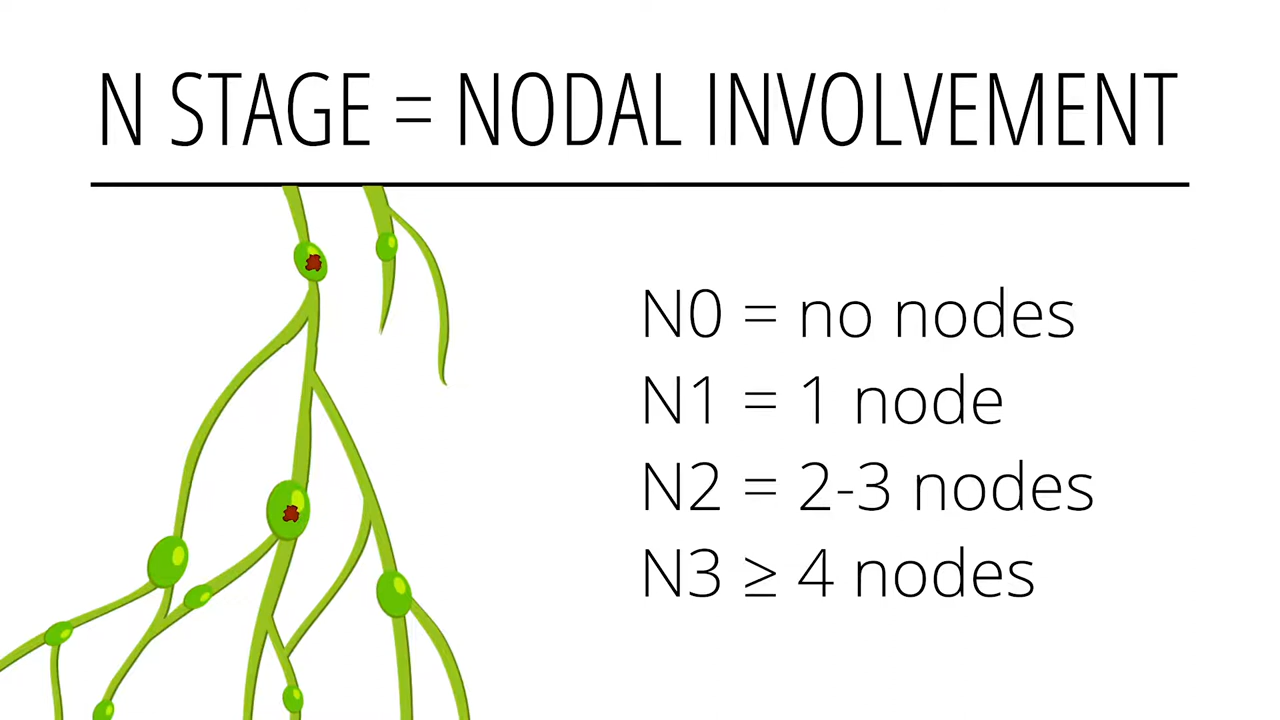 N STAGE = NODAL INVOLVEMENT
N0 = no nodes
N1 = 1 node
N2 = 2-3 nodes
N3 ≥ 4 nodes